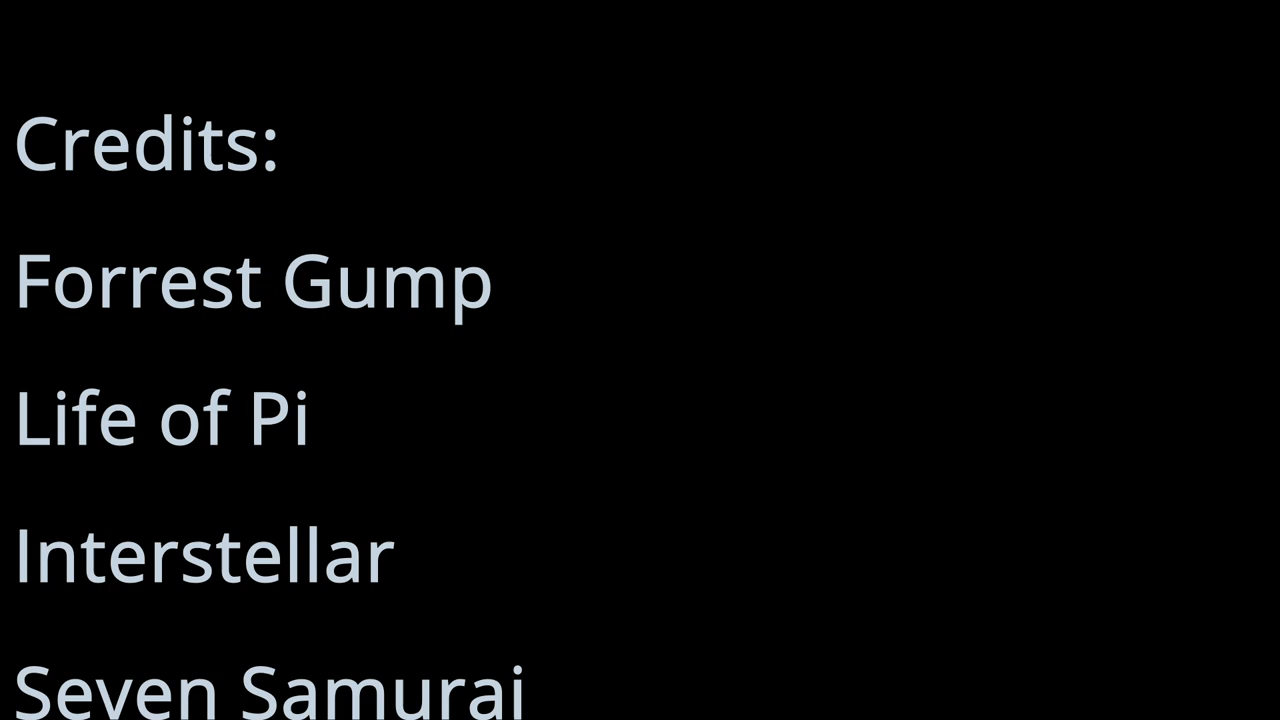 Credits:
Forrest Gump
Life of Pi
Interstellar
Seven Samurai